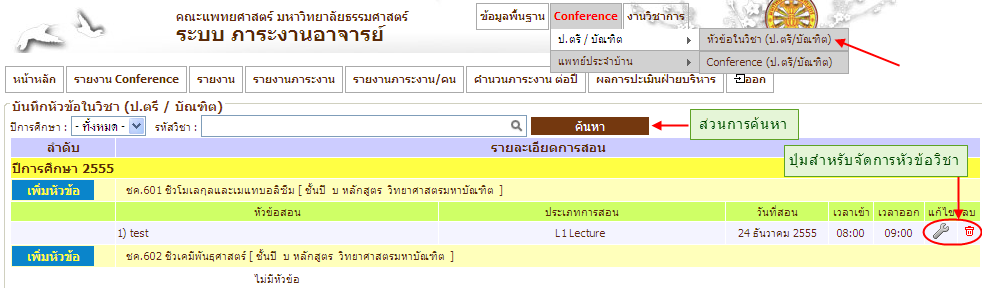 คณะแพทยศาสตร์ มหาวิทยาลัยธรรมศาสตร์
ระบบ ภาระงานอาจารย์
ข้อมูลพื้นฐาน Conference งานวิชาการ
ป.ตรี / บัณฑิต หัวข้อในวิชา (ป.ตรี/บัณฑิต)
แพทย์ประจำบ้าน Conference (ป.ตรี/บัณฑิต)
หน้าหลัก รายงาน Conference รายงาน รายงานภาระงาน รายงานภาระงาน/คน คำนวนภาระงาน ต่อปี ผลการประเมินฝ่ายบริหาร ออก
บันทึกหัวข้อในวิชา (ป.ตรี / บัณฑิต)
ปีการศึกษา : - ทั้งหมด - รหัสวิชา : ค้นหา ส่วนการค้นหา
ลำดับ รายละเอียดการสอน
ปุ่มสำหรับจัดการหัวข้อวิชา
ปีการศึกษา 2555
เพิ่มหัวข้อ ชค.601 ชีวโมเลกุลและเมแทบอลิซึม [ ชั้นปี บ หลักสูตร วิทยาศาสตรมหาบัณฑิต ]
หัวข้อสอน ประเภทการสอน วันที่สอน เวลาเข้า เวลาออก แก้ไข ลบ
1) test L1 Lecture 24 ธันวาคม 2555 08:00 09:00
เพิ่มหัวข้อ ชค.602 ชีวเคมีพันธุศาสตร์ [ ชั้นปี บ หลักสูตร วิทยาศาสตรมหาบัณฑิต ]
ไม่มีหัวข้อ